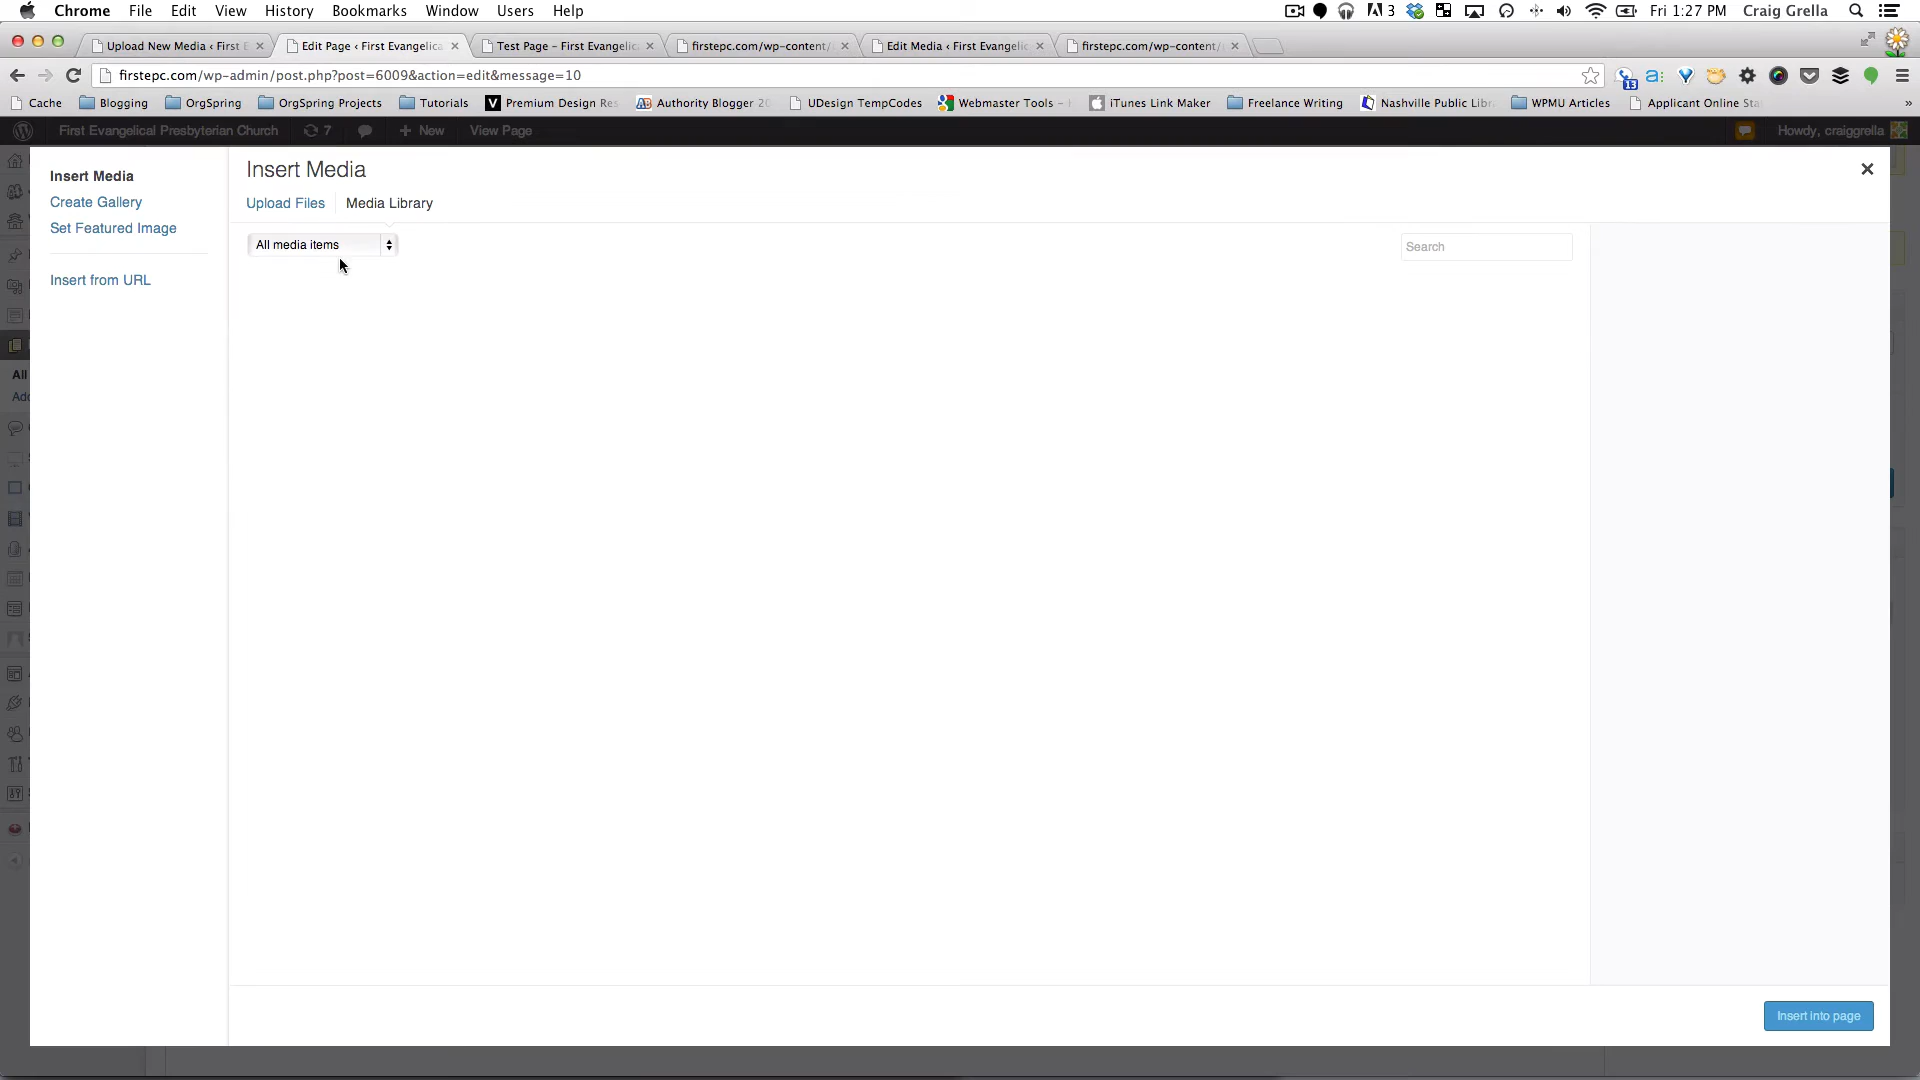 Chrome File Edit View History Bookmarks Window Users Help 3 Fri 1:27 PM Craig Grella
Upload New Media ‹ First E Edit Page ‹ First Evangelica Test Page – First Evangelic firstepc.com/wp-content/ Edit Media ‹ First Evangelic firstepc.com/wp-content/
firstepc.com/wp-admin/post.php?post=6009&action=edit&message=10 13 a:
Cache Blogging OrgSpring OrgSpring Projects Tutorials V Premium Design Res AB Authority Blogger 20 UDesign TempCodes Webmaster Tools – iTunes Link Maker Freelance Writing Nashville Public Libr WPMU Articles Applicant Online Sta »
First Evangelical Presbyterian Church 7 + New View Page Howdy, craiggrella
Insert Media
Create Gallery
Set Featured Image
Insert from URL
Insert Media
Upload Files Media Library
All media items Search
All
Add
Insert into page